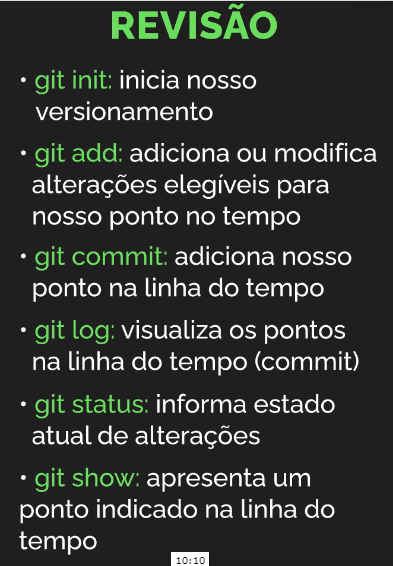 REVISÃO
• git init: inicia nosso
versionamento
• git add: adiciona ou modifica
alterações elegíveis para
nosso ponto no tempo
• git commit: adiciona nosso
ponto na linha do tempo
• git log: visualiza os pontos
na linha do tempo (commit)
• git status: informa estado
atual de alterações
• git show: apresenta um
ponto indicado na linha do
tempo
10:10